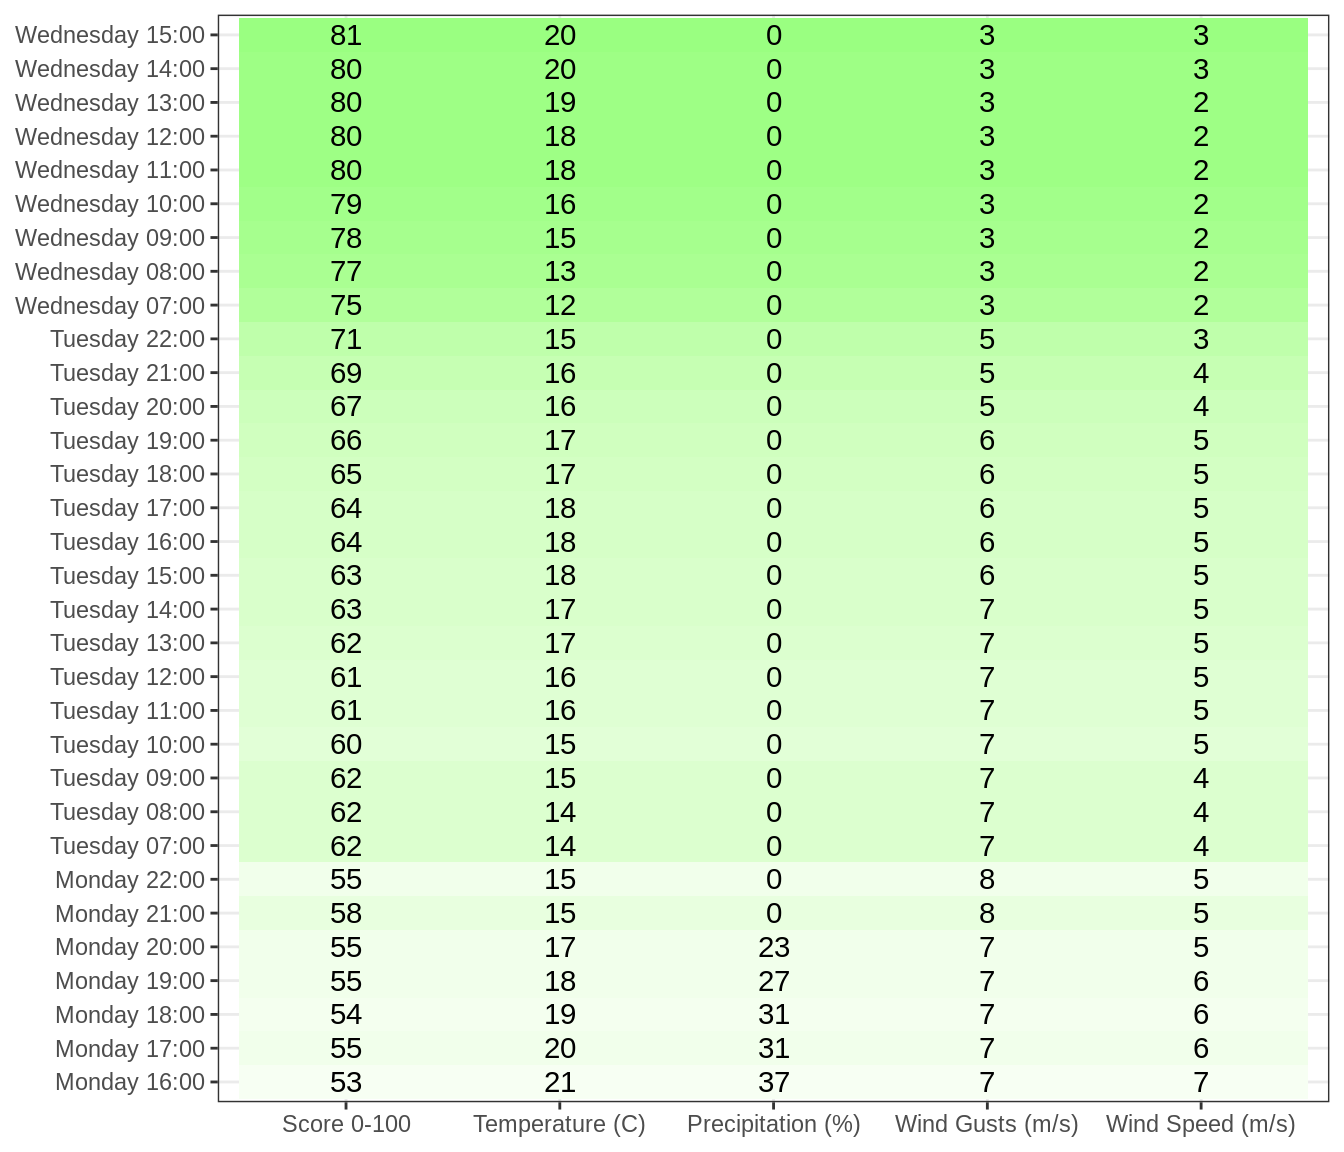 Wednesday 15:00 81 20 0 3 3
Wednesday 14:00 80 20 0 3 3
Wednesday 13:00 80 19 0 3 2
Wednesday 12:00 80 18 0 3 2
Wednesday 11:00 80 18 0 3 2
Wednesday 10:00 79 16 0 3 2
Wednesday 09:00 78 15 0 3 2
Wednesday 08:00 77 13 0 3 2
Wednesday 07:00 75 12 0 3 2
Tuesday 22:00 71 15 0 5 3
Tuesday 21:00 69 16 0 5 4
Tuesday 20:00 67 16 0 5 4
Tuesday 19:00 66 17 0 6 5
Tuesday 18:00 65 17 0 6 5
Tuesday 17:00 64 18 0 6 5
Tuesday 16:00 64 18 0 6 5
Tuesday 15:00 63 18 0 6 5
Tuesday 14:00 63 17 0 7 5
Tuesday 13:00 62 17 0 7 5
Tuesday 12:00 61 16 0 7 5
Tuesday 11:00 61 16 0 7 5
Tuesday 10:00 60 15 0 7 5
Tuesday 09:00 62 15 0 7 4
Tuesday 08:00 62 14 0 7 4
Tuesday 07:00 62 14 0 7 4
Monday 22:00 55 15 0 8 5
Monday 21:00 58 15 0 8 5
Monday 20:00 55 17 23 7 5
Monday 19:00 55 18 27 7 6
Monday 18:00 54 19 31 7 6
Monday 17:00 55 20 31 7 6
Monday 16:00 53 21 37 7 7
Score 0-100 Temperature (C) Precipitation (%) Wind Gusts (m/s) Wind Speed (m/s)